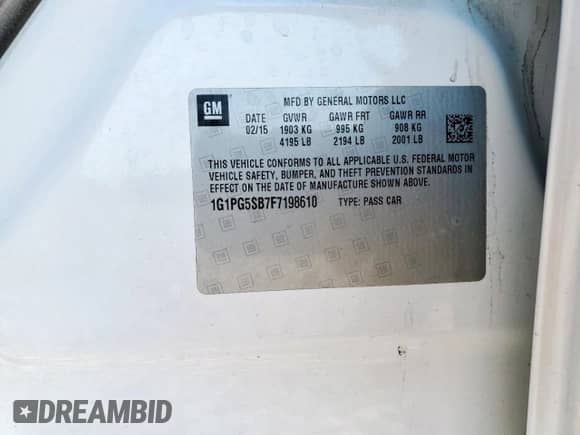 GM
MFD BY GENERAL MOTORS LLC
DATE GVWR GAWR FRT GAWR RR
02/15 1903 KG 995 KG 908 KG
4195 LB 2194 LB 2001 LB
THIS VEHICLE CONFORMS TO ALL APPLICABLE U.S. FEDERAL MOTOR
VEHICLE SAFETY, BUMPER, AND THEFT PREVENTION STANDARDS IN
EFFECT ON THE DATE OF MANUFACTURE SHOWN ABOVE.
1G1PG5SB7F7198610 TYPE: PASS CAR
DREAMBID